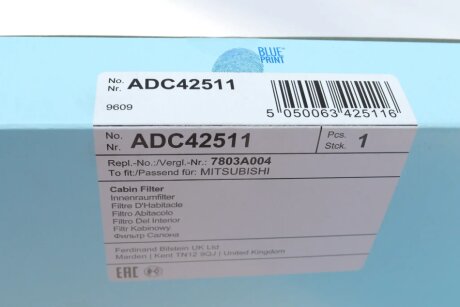 BLUE
PRINT
No.
Nr. ADC42511
9609
5 050063 425116
No.
Nr. ADC42511
Pcs.
Stck. 1
Repl.-No.:/Vergl.-Nr.: 7803A004
To fit:/Passend für: MITSUBISHI
Cabin Filter
Innenraumfilter
Filtre D'Habitacle
Filtro Abitacolo
Filtro Del Interior
Filtr Kabinowy
Фильтр Салона
Ferdinand Bilstein UK Ltd
Marden | Kent TN12 9QJ | United Kingdom
EAC